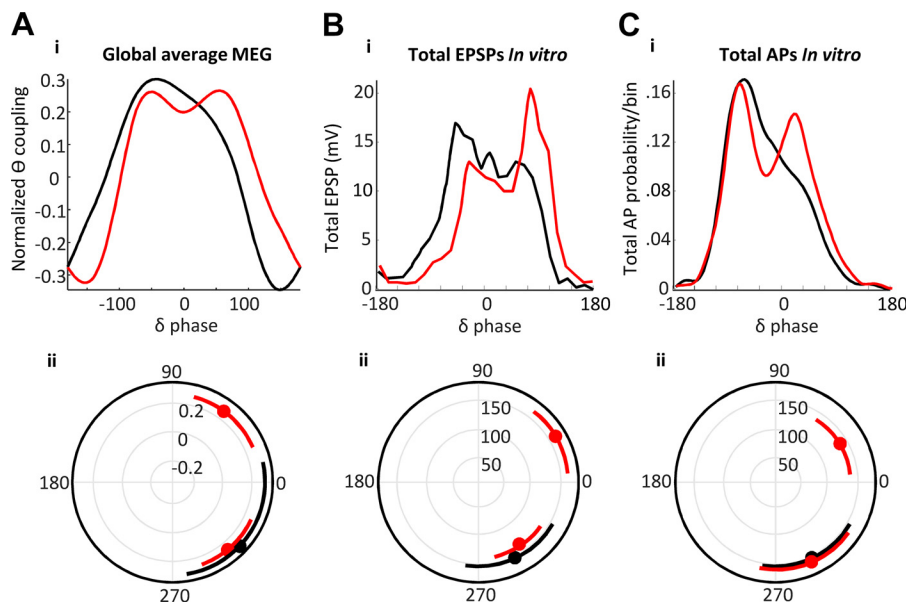 A
i
Global average MEG
Normalized Θ coupling
0.3
0.2
0.1
0
-0.1
-0.2
-0.3
-100
0
100
δ phase
B
i
Total EPSPs In vitro
Total EPSP (mV)
20
15
10
5
0
-180
0
180
δ phase
C
i
Total APs In vitro
Total AP probability/bin
.16
.12
.08
.04
0
-180
0
180
δ phase
ii
90
180
0
270
0.2
0
-0.2
ii
90
180
0
270
150
100
50
ii
90
180
0
270
150
100
50